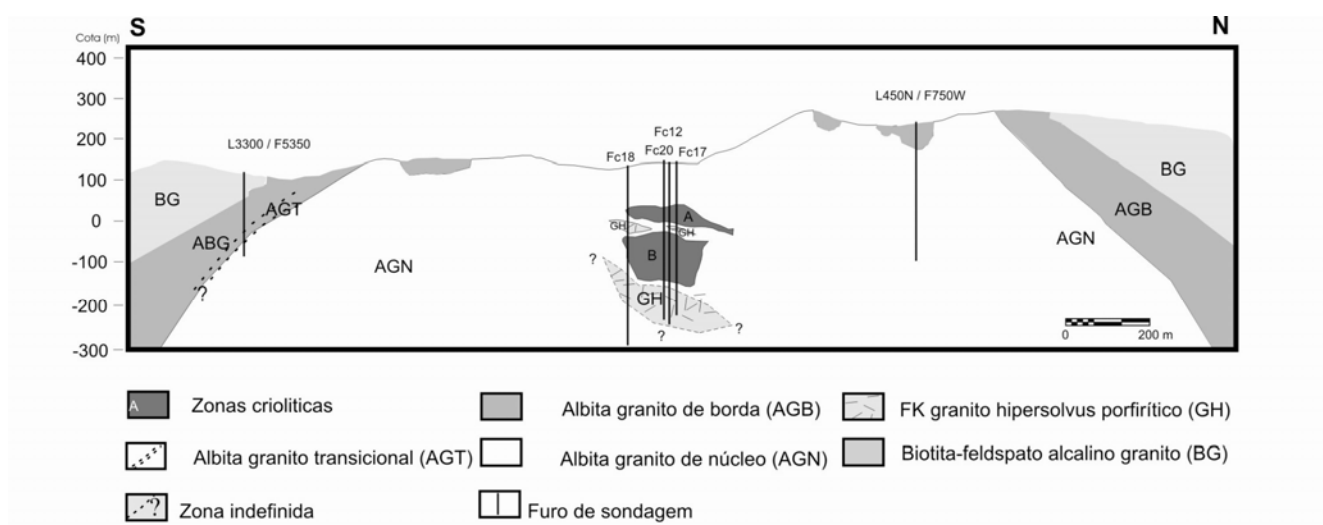 S N
Cota (m)
400
300
200
100
0
-100
-200
-300
L450N / F750W
L3300 / F5350
Fc12
Fc18 Fc20 Fc17
BG
AGT
ABG
?
AGN
A
GH
GH
B
?
GH
?
?
BG
AGB
AGN
0 200 m
A Zonas crioliticas
Albita granito de borda (AGB)
FK granito hipersolvus porfirítico (GH)
Albita granito transicional (AGT)
Albita granito de núcleo (AGN)
Biotita-feldspato alcalino granito (BG)
? Zona indefinida
Furo de sondagem